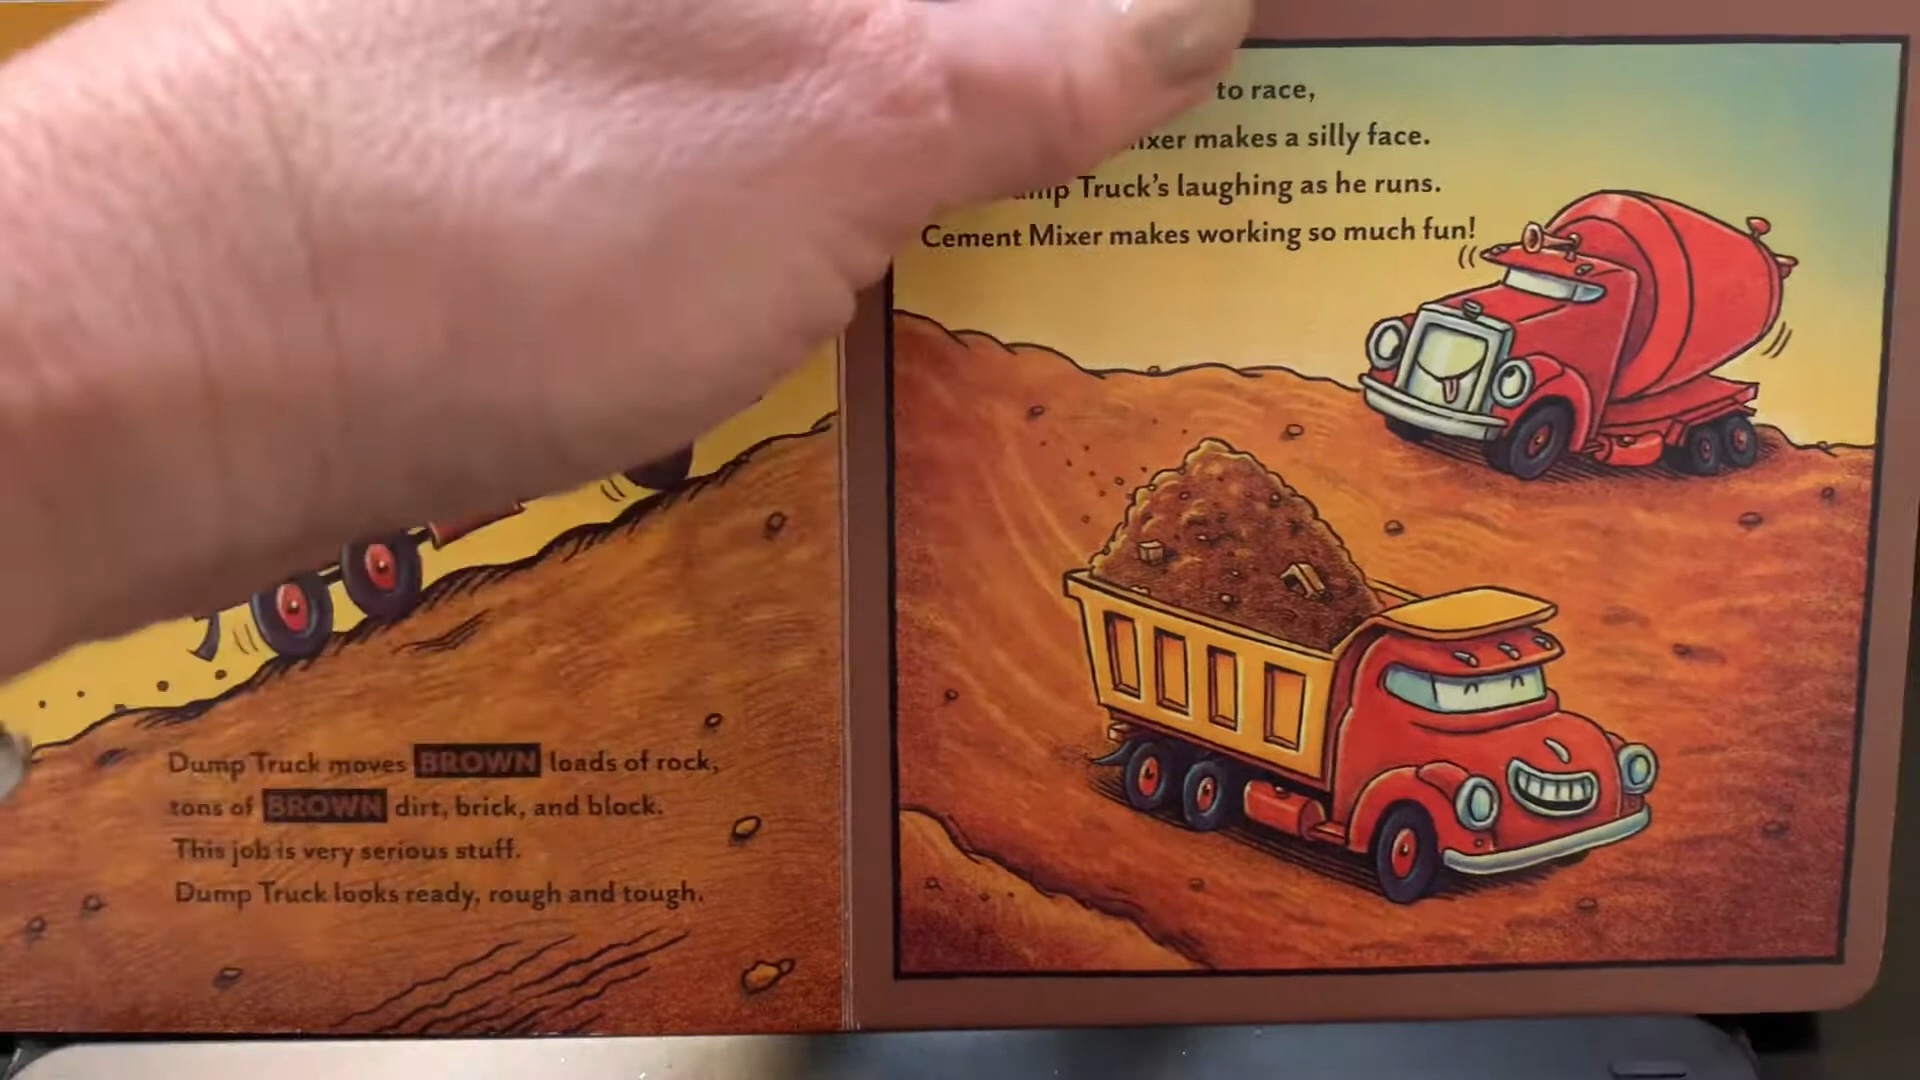 Dump Truck moves BROWN loads of rock,
tons of BROWN dirt, brick, and block.
This job is very serious stuff.
Dump Truck looks ready, rough and tough.
to race,
makes a silly face.
Truck's laughing as he runs.
Cement Mixer makes working so much fun!